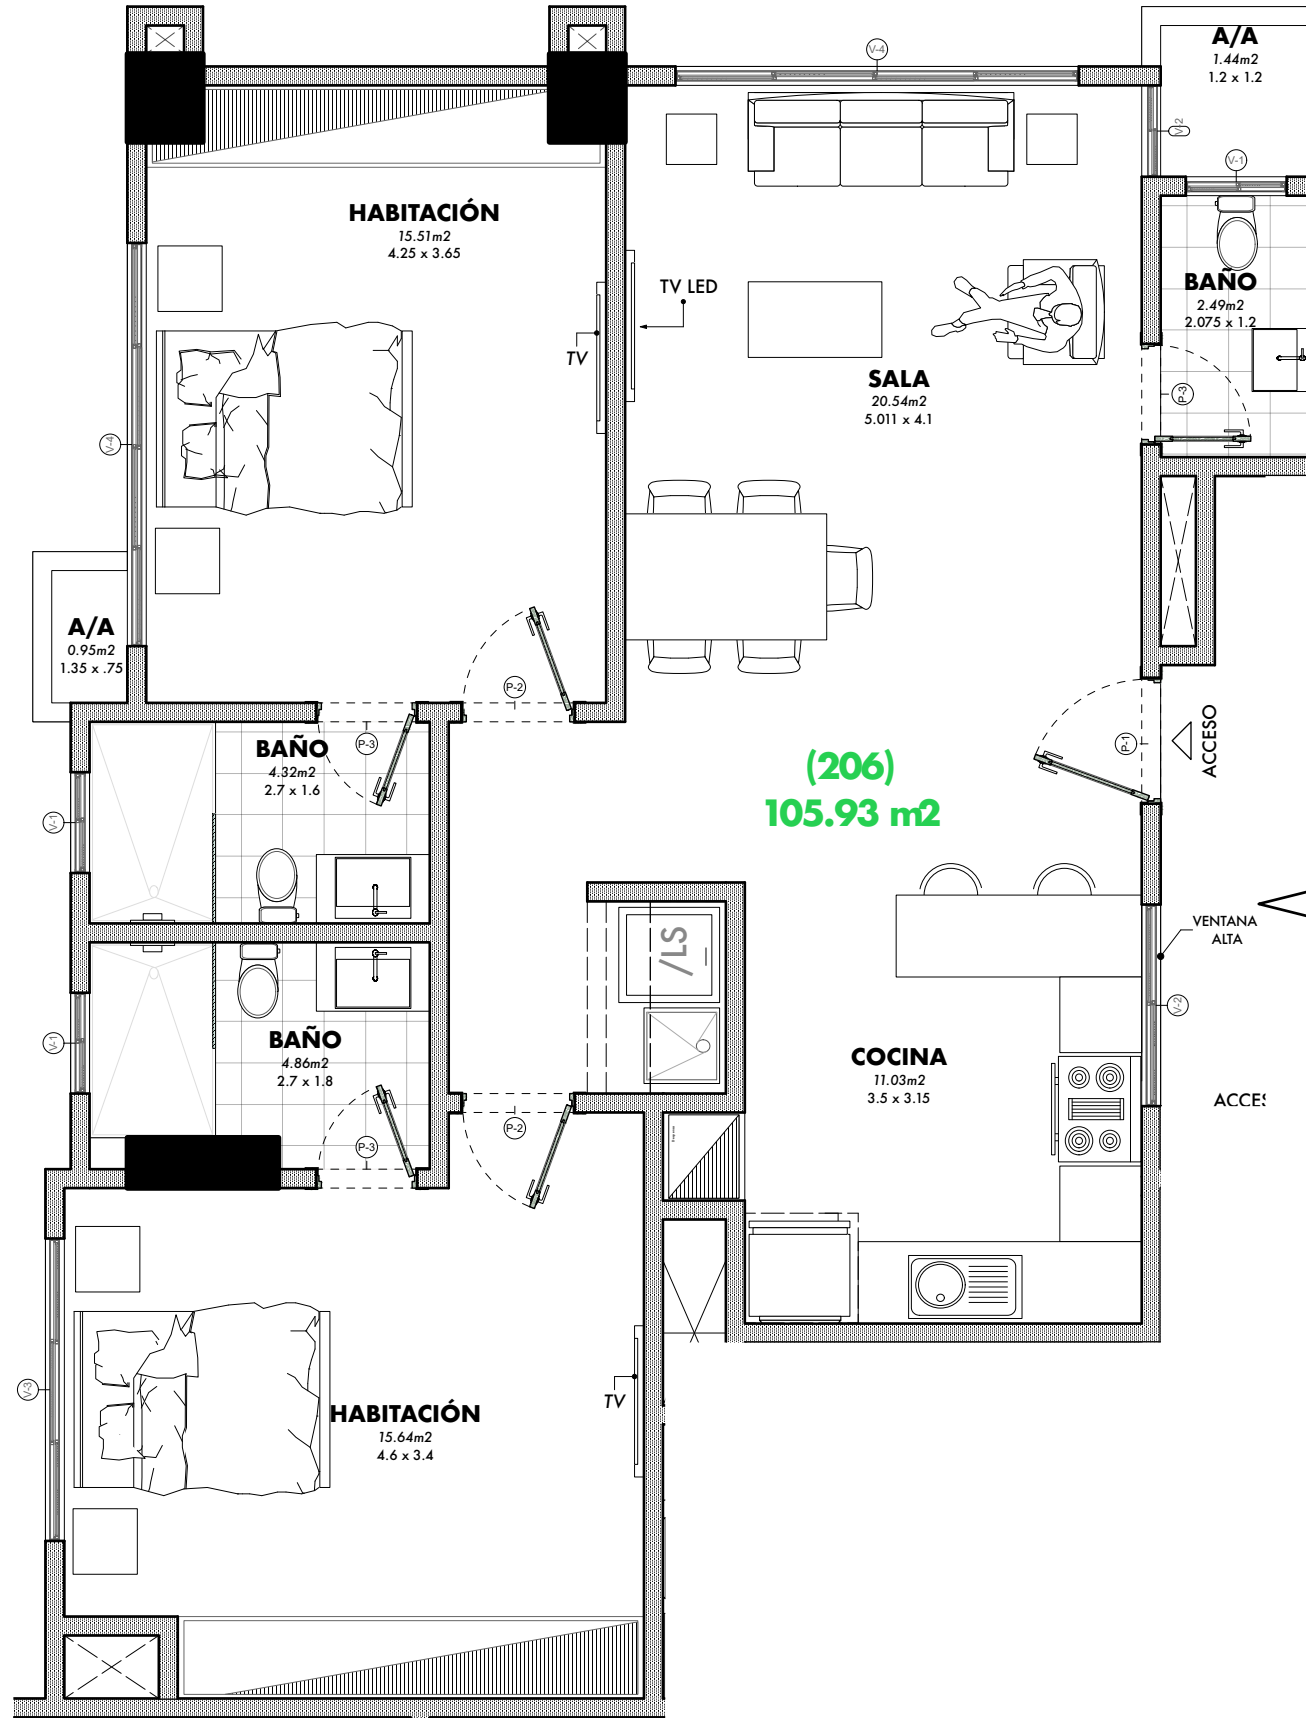 A/A
1.44m2
1.2 x 1.2
V-4
V-2
V-1
HABITACIÓN
15.51m2
4.25 x 3.65
BAÑO
2.49m2
2.075 x 1.2
TV LED
TV
SALA
20.54m2
5.011 x 4.1
P-3
V-4
A/A
0.95m2
1.35 x .75
P-2
P-3
BAÑO
4.32m2
2.7 x 1.6
P-1
ACCESO
(206)
105.93 m2
V-1
VENTANA
ALTA
/LS
V-2
V-1
BAÑO
4.86m2
2.7 x 1.8
COCINA
11.03m2
3.5 x 3.15
ACCES
P-2
P-3
V-3
TV
HABITACIÓN
15.64m2
4.6 x 3.4